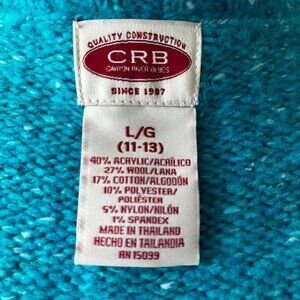 QUALITY CONSTRUCTION
CRB
CANYON RIVER BLUES
SINCE 1987
L/G
(11-13)
40% ACRYLIC/ACRÍLICO
27% WOOL/LANA
17% COTTON/ALGODÓN
10% POLYESTER/
POLIÉSTER
5% NYLON/NILÓN
1% SPANDEX
MADE IN THAILAND
HECHO EN TAILANDIA
RN 15099